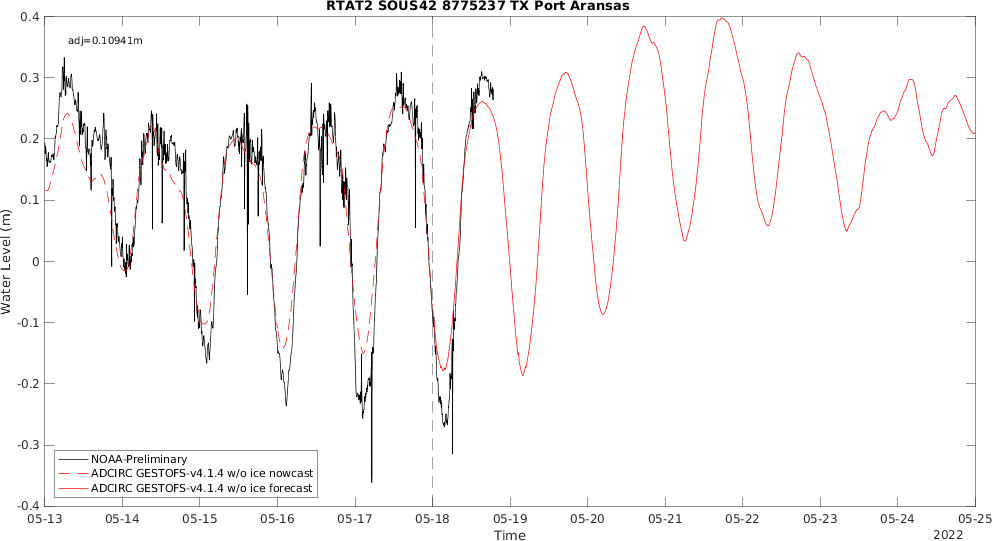 RTAT2 SOUS42 8775237 TX Port Aransas
adj=0.10941m
0.4
0.3
0.2
0.1
0
-0.1
-0.2
-0.3
-0.4
Water Level (m)
NOAA-Preliminary
ADCIRC GESTOFS-v4.1.4 w/o ice nowcast
ADCIRC GESTOFS-v4.1.4 w/o ice forecast
05-13 05-14 05-15 05-16 05-17 05-18 05-19 05-20 05-21 05-22 05-23 05-24 05-25
Time
2022